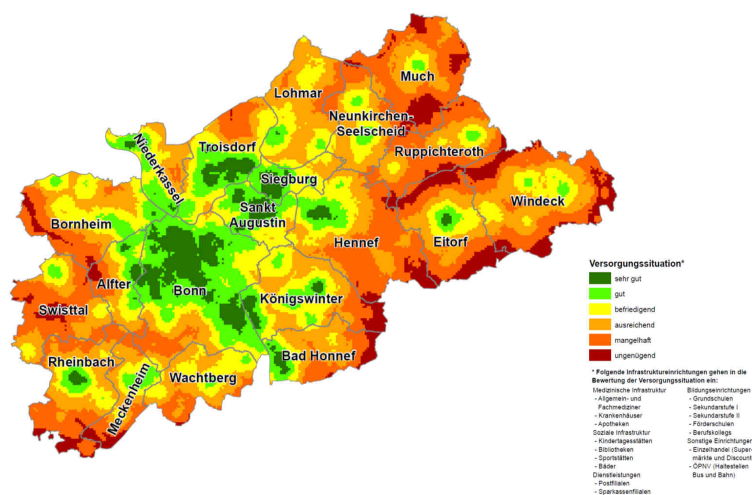 Much
Lohmar
Neunkirchen-
Seelscheid
Troisdorf
Niederkassel
Ruppichteroth
Siegburg
Windeck
Sankt
Augustin
Bornheim
Hennef
Eitorf
Alfter
Bonn
Königswinter
Swisttal
Bad Honnef
Rheinbach
Wachtberg
Meckenheim
Versorgungssituation*
sehr gut
gut
befriedigend
ausreichend
mangelhaft
ungenügend
* Folgende Infrastruktureinrichtungen gehen in die
Bewertung der Versorgungssituation ein:
Medizinische Infrastruktur
- Allgemein- und
Fachmediziner
- Krankenhäuser
- Apotheken
Soziale Infrastruktur
- Kindertagesstätten
- Bibliotheken
- Sportstätten
- Bäder
Dienstleistungen
- Postfilialen
- Sparkassenfilialen
Bildungseinrichtungen
- Grundschulen
- Sekundarstufe I
- Sekundarstufe II
- Förderschulen
- Berufskollegs
Sonstige Einrichtungen
- Einzelhandel (Super-
märkte und Discount
- ÖPNV (Haltestellen
Bus und Bahn)